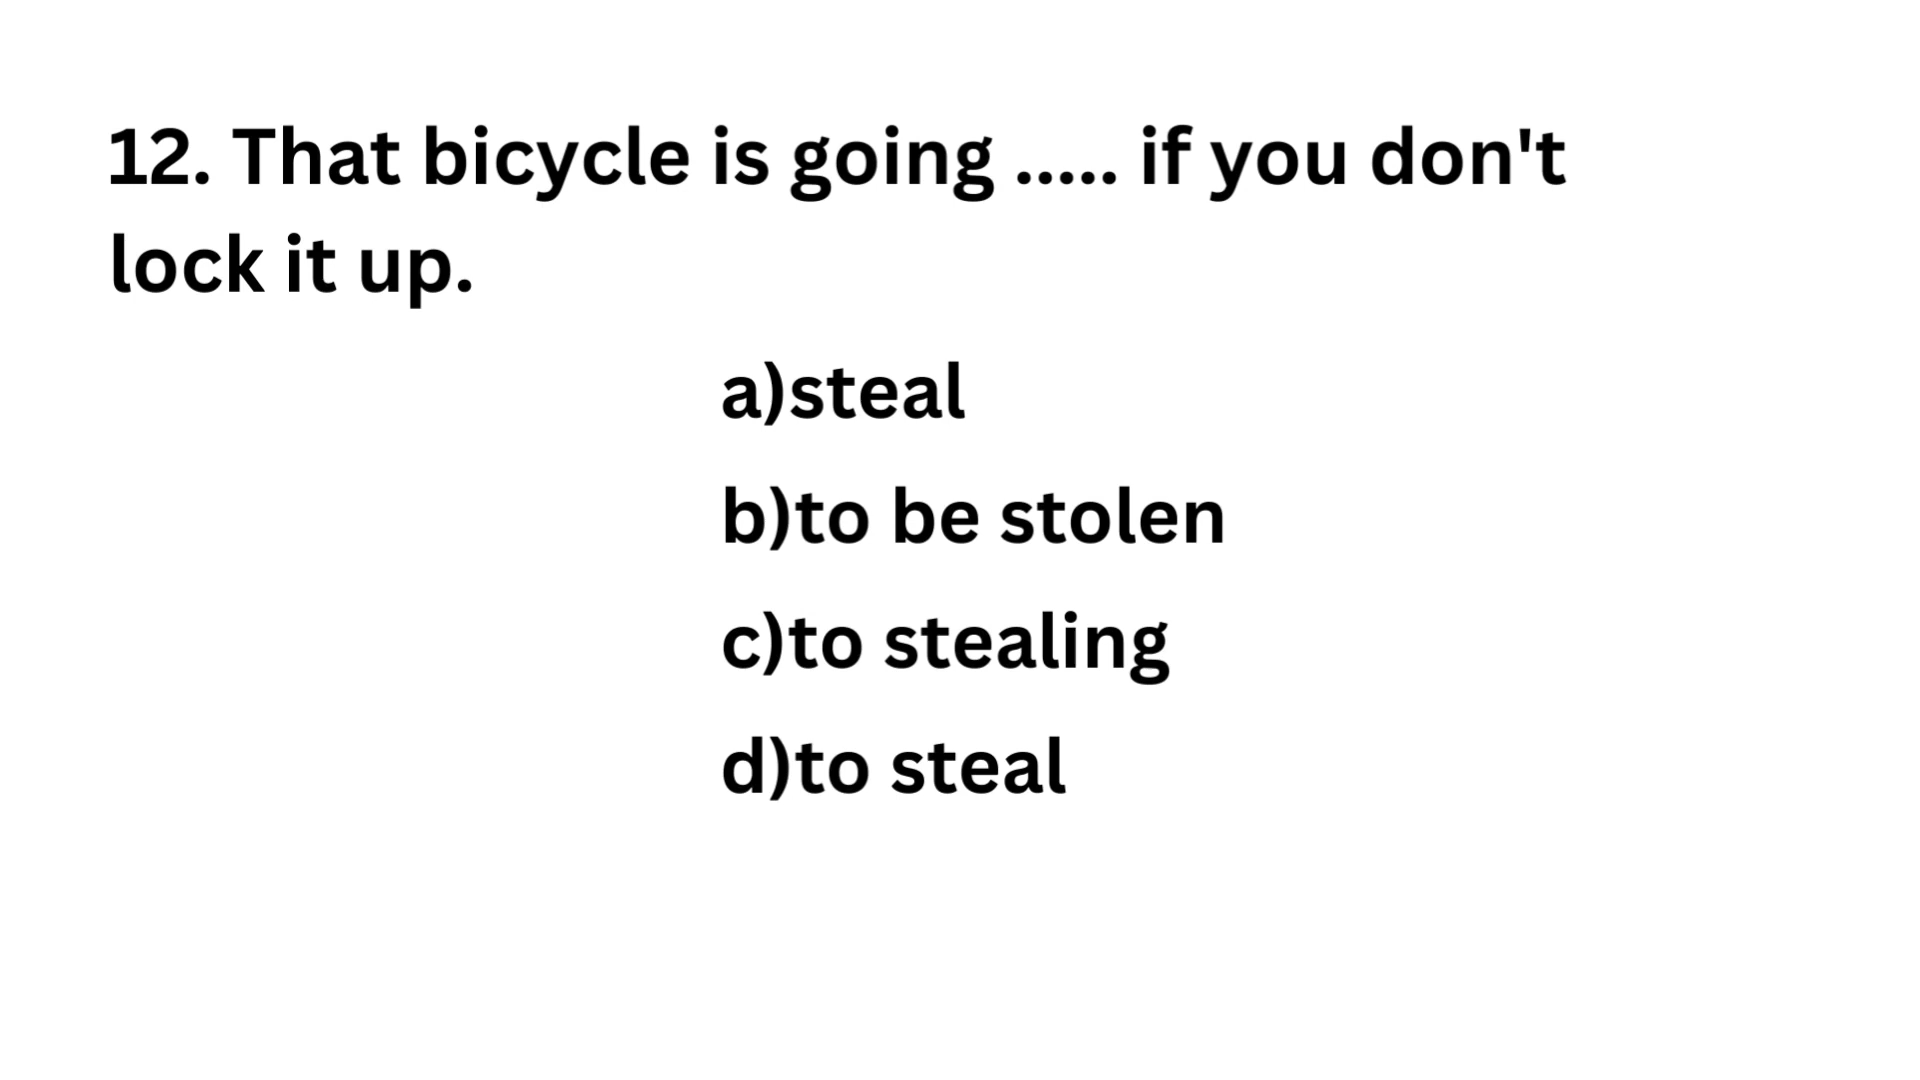 12. That bicycle is going ..... if you don't
lock it up.
a)steal
b)to be stolen
c)to stealing
d)to steal